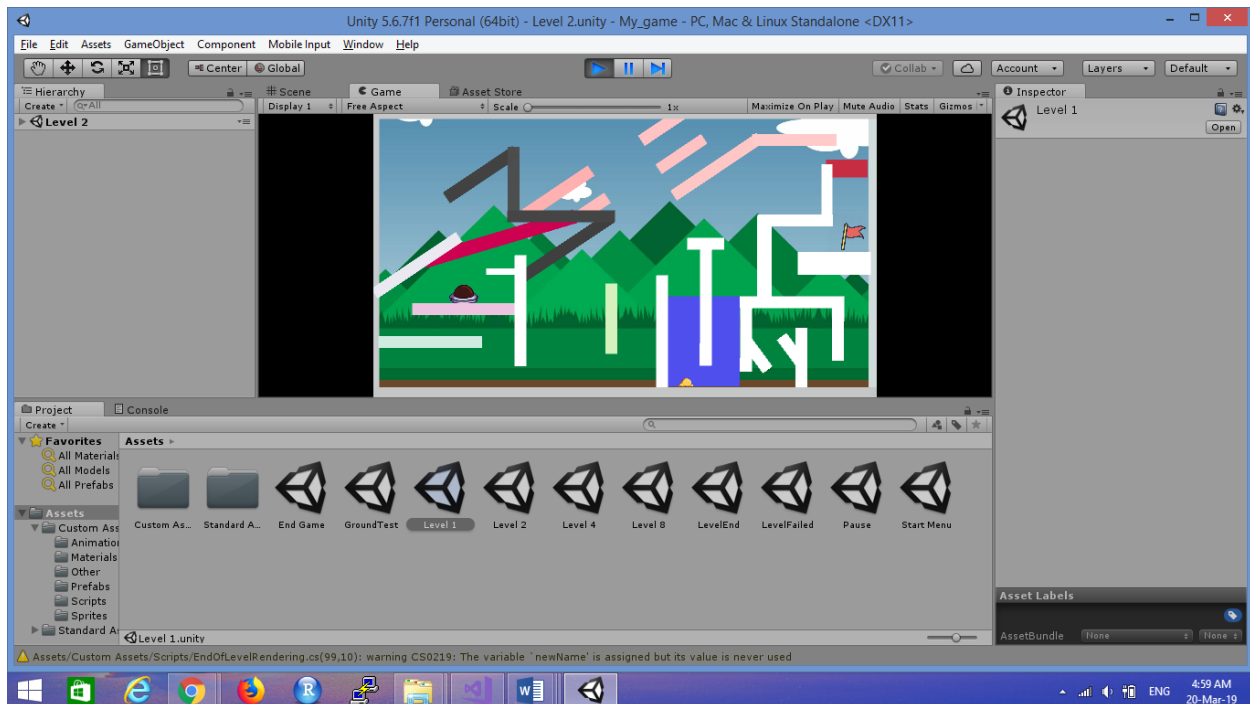 Unity 5.6.7f1 Personal (64bit) - Level 2.unity - My_game - PC, Mac & Linux Standalone <DX11>
File Edit Assets GameObject Component Mobile Input Window Help
Center Global Collab Account Layers Default
Hierarchy Scene Game Asset Store Inspector
Create All Display 1 Free Aspect Scale 1x Maximize On Play Mute Audio Stats Gizmos
Level 1
Open
Level 2
Project Console
Create
Favorites Assets
All Materials
All Models
All Prefabs
Assets
Custom Ass
Animation
Materials
Other
Prefabs
Scripts
Sprites
Standard As
Custom As... Standard A... End Game GroundTest Level 1 Level 2 Level 4 Level 8 LevelEnd LevelFailed Pause Start Menu
Level 1.unity
Asset Labels
AssetBundle None None
Assets/Custom Assets/Scripts/EndOfLevelRendering.cs(99,10): warning CS0219: The variable `newName' is assigned but its value is never used
ENG
4:59 AM
20-Mar-19